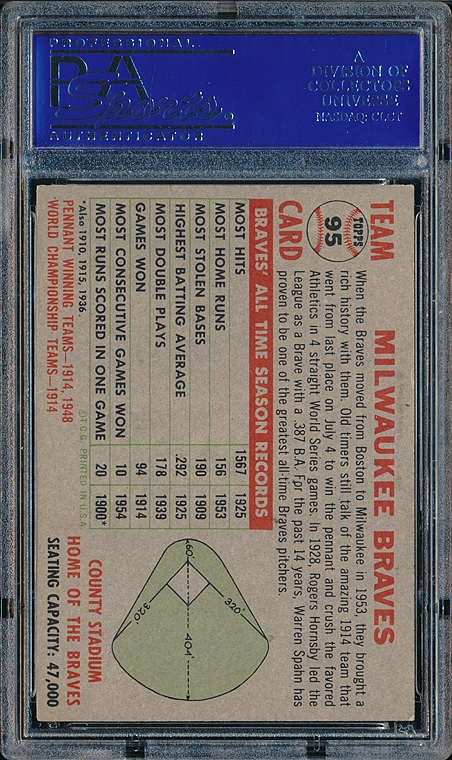 PROFESSIONAL
PSA
Sports.
AUTHENTICATOR
A
DIVISION OF
COLLECTORS
UNIVERSE
NASDAQ: CLCT
TEAM
TOPPS
95
CARD
MILWAUKEE BRAVES
When the Braves moved from Boston to Milwaukee in 1953, they brought a
rich history with them. Old timers still talk of the amazing 1914 team that
went from last place on July 4 to win the pennant and crush the favored
Athletics in 4 straight World Series games. In 1928, Rogers Hornsby led the
League as a Brave with a .387 B.A. For the past 14 years, Warren Spahn has
proven to be one of the greatest all-time Braves pitchers.
BRAVES' ALL TIME SEASON RECORDS
MOST HITS 1567 1925
MOST HOME RUNS 156 1953
MOST STOLEN BASES 190 1909
HIGHEST BATTING AVERAGE .292 1925
MOST DOUBLE PLAYS 178 1939
GAMES WON 94 1914
MOST CONSECUTIVE GAMES WON 10 1954
MOST RUNS SCORED IN ONE GAME 20 1900*
*Also 1910, 1915, 1936. ©T.C.G. PRINTED IN U.S.A.
PENNANT WINNING TEAMS—1914, 1948
WORLD CHAMPIONSHIP TEAMS—1914
60'
320'
404'
320'
COUNTY STADIUM
HOME OF THE BRAVES
SEATING CAPACITY: 47,000